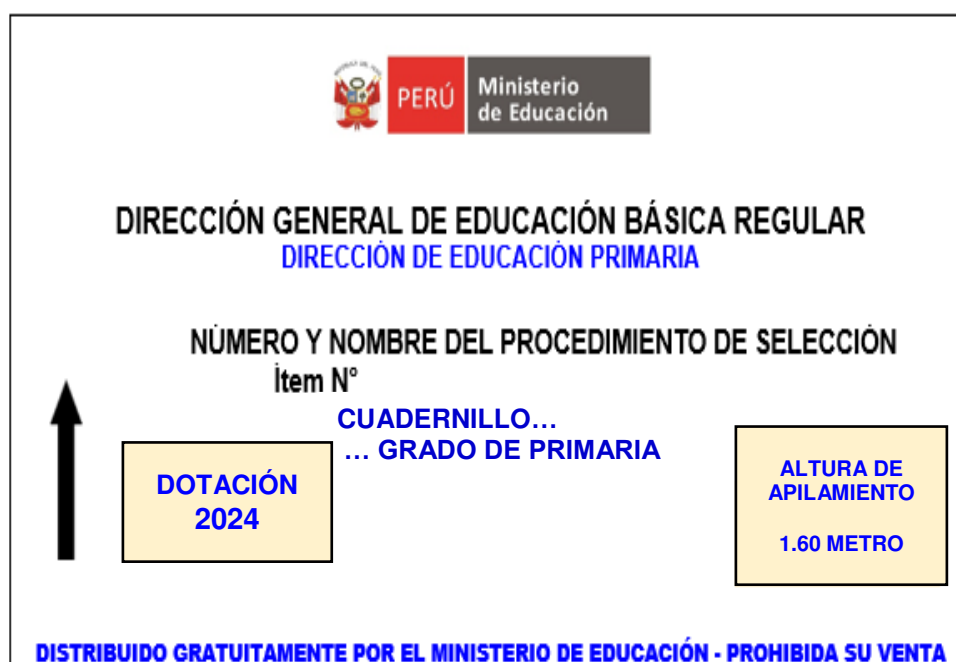 PERÚ
Ministerio
de Educación
DIRECCIÓN GENERAL DE EDUCACIÓN BÁSICA REGULAR
DIRECCIÓN DE EDUCACIÓN PRIMARIA
NÚMERO Y NOMBRE DEL PROCEDIMIENTO DE SELECCIÓN
Ítem N°
CUADERNILLO…
… GRADO DE PRIMARIA
DOTACIÓN
2024
ALTURA DE
APILAMIENTO
1.60 METRO
DISTRIBUIDO GRATUITAMENTE POR EL MINISTERIO DE EDUCACIÓN - PROHIBIDA SU VENTA